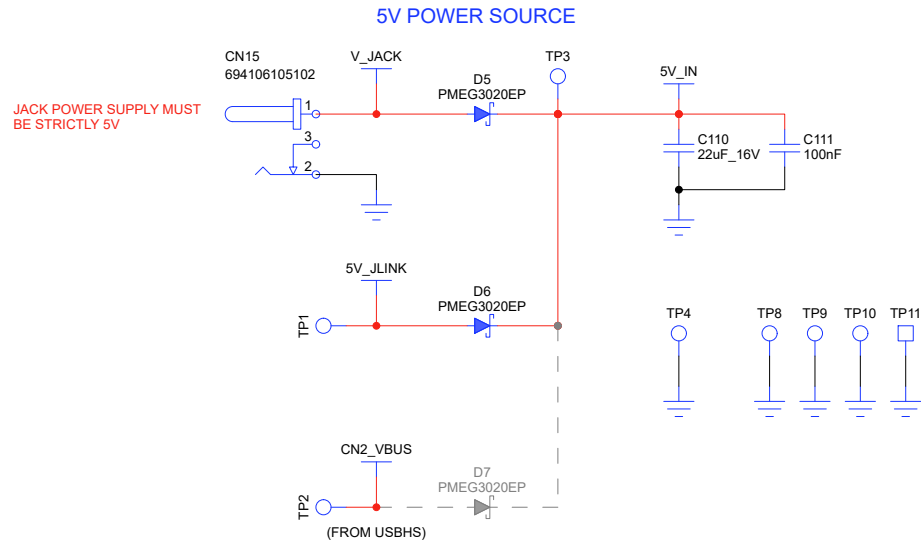 5V POWER SOURCE
CN15
694106105102
V_JACK
D5
PMEG3020EP
TP3
5V_IN
JACK POWER SUPPLY MUST
BE STRICTLY 5V
1
3
2
C110
22uF_16V
C111
100nF
5V_JLINK
D6
PMEG3020EP
TP1
TP4
TP8
TP9
TP10
TP11
CN2_VBUS
D7
PMEG3020EP
TP2
(FROM USBHS)